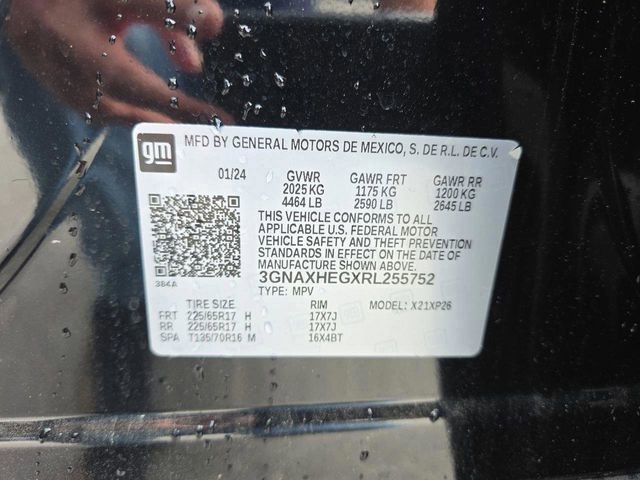 gm
MFD BY GENERAL MOTORS DE MEXICO, S. DE R.L. DE C.V.
01/24 GVWR GAWR FRT GAWR RR
2025 KG 1175 KG 1200 KG
4464 LB 2590 LB 2645 LB
THIS VEHICLE CONFORMS TO ALL
APPLICABLE U.S. FEDERAL MOTOR
VEHICLE SAFETY AND THEFT PREVENTION
STANDARDS IN EFFECT ON THE DATE OF
MANUFACTURE SHOWN ABOVE.
3GNAXHEGXRL255752
384A
TYPE: MPV MODEL: X21XP26
TIRE SIZE RIM
FRT 225/65R17 H 17X7J
RR 225/65R17 H 17X7J
SPA T135/70R16 M 16X4BT